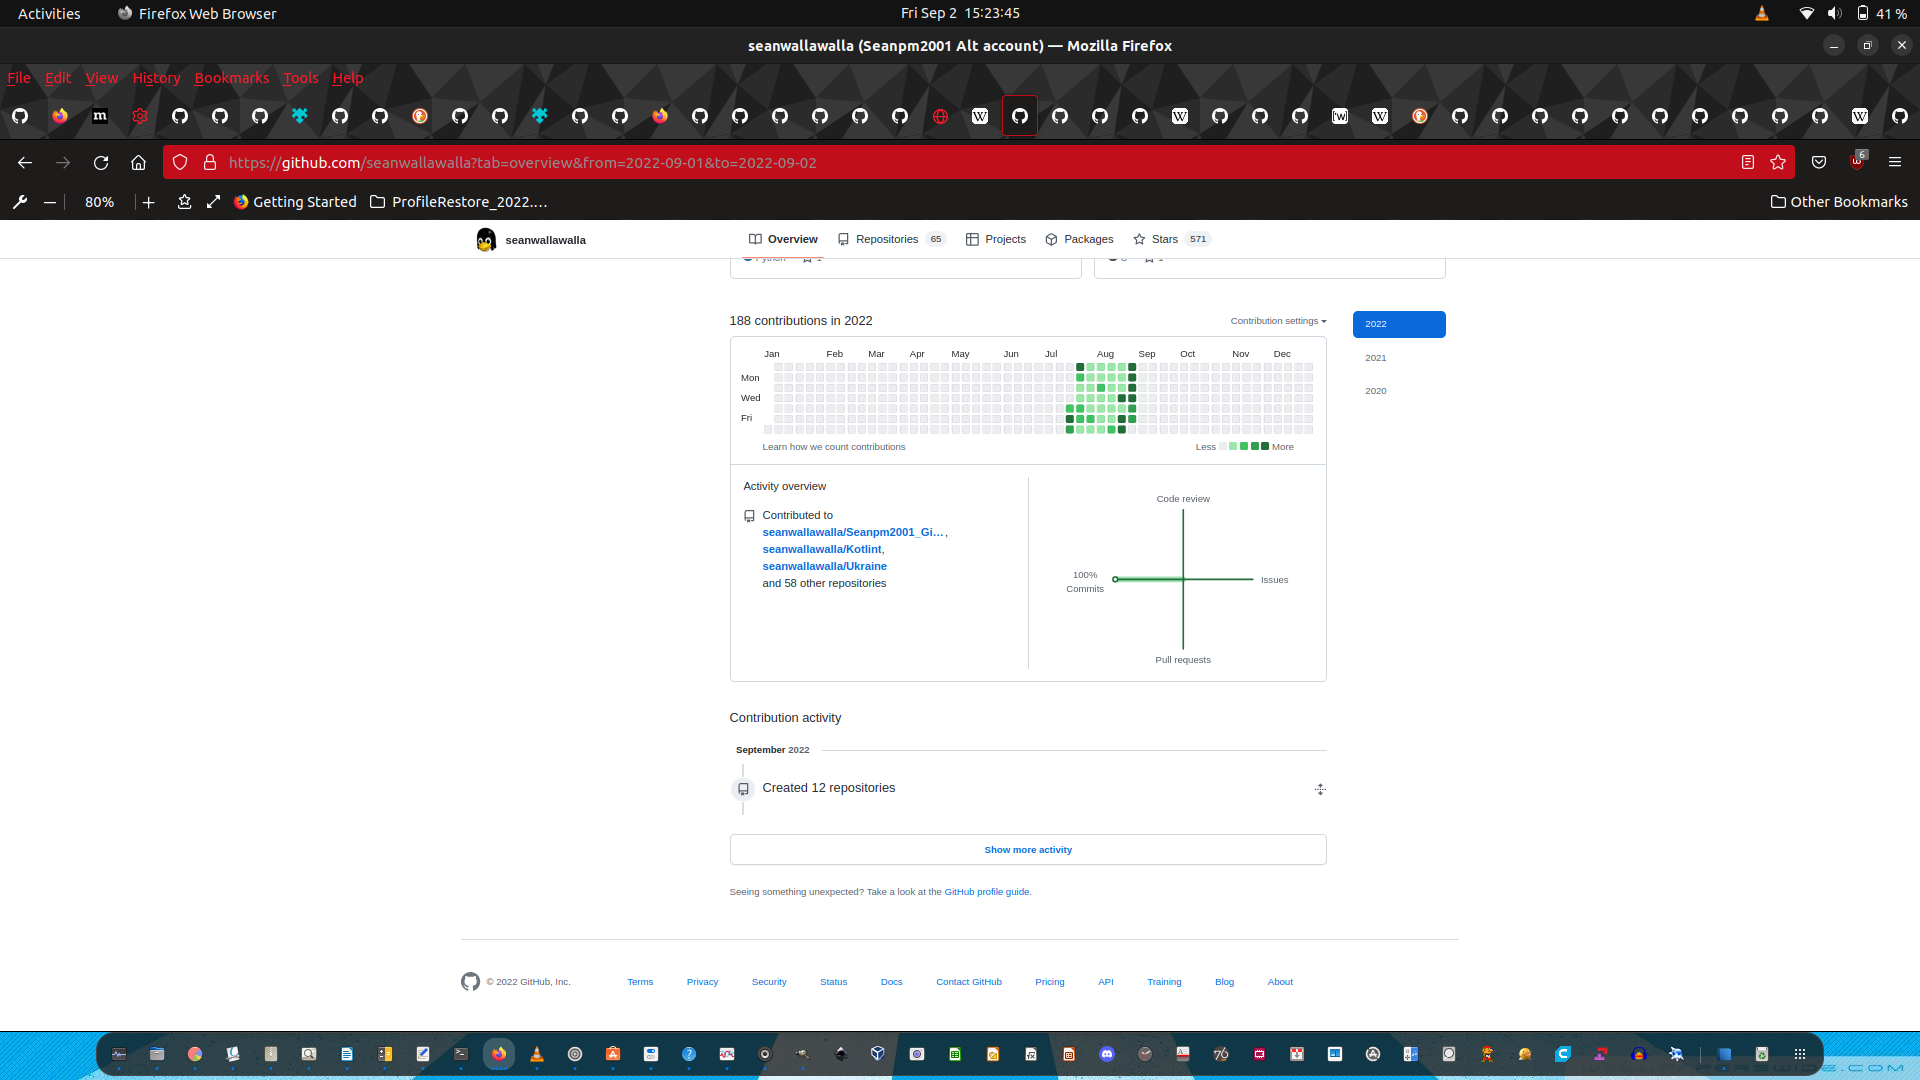 Activities Firefox Web Browser Fri Sep 2 15:23:45 41 %
seanwallawalla (Seanpm2001 Alt account) — Mozilla Firefox
File Edit View History Bookmarks Tools Help
https://github.com/seanwallawalla?tab=overview&from=2022-09-01&to=2022-09-02 6
80% Getting Started ProfileRestore_2022.… Other Bookmarks
seanwallawalla Overview Repositories 65 Projects Packages Stars 571
188 contributions in 2022 Contribution settings 2022
Jan Feb Mar Apr May Jun Jul Aug Sep Oct Nov Dec
2021
Mon
2020
Wed
Fri
Learn how we count contributions Less More
Activity overview
Contributed to
seanwallawalla/Seanpm2001_Gi… ,
seanwallawalla/Kotlint,
seanwallawalla/Ukraine
and 58 other repositories
Code review
100%
Commits
Issues
Pull requests
Contribution activity
September 2022
Created 12 repositories
Show more activity
Seeing something unexpected? Take a look at the GitHub profile guide.
© 2022 GitHub, Inc. Terms Privacy Security Status Docs Contact GitHub Pricing API Training Blog About